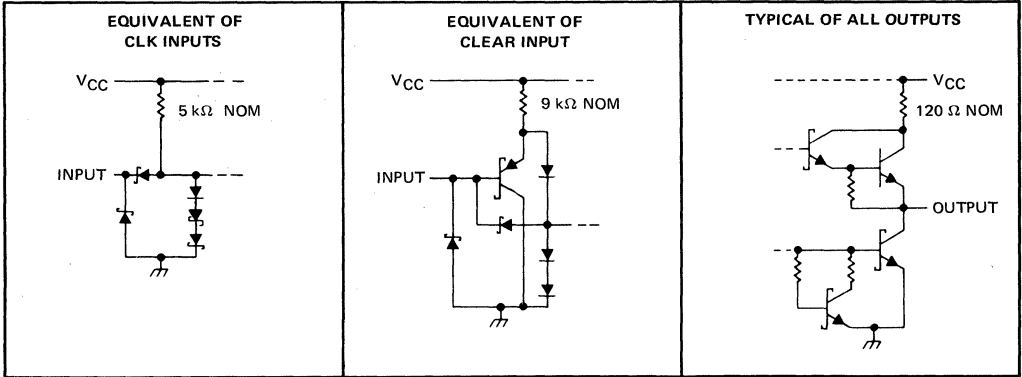 EQUIVALENT OF
CLK INPUTS
VCC
5 kΩ NOM
INPUT
EQUIVALENT OF
CLEAR INPUT
VCC
9 kΩ NOM
INPUT
TYPICAL OF ALL OUTPUTS
VCC
120 Ω NOM
OUTPUT